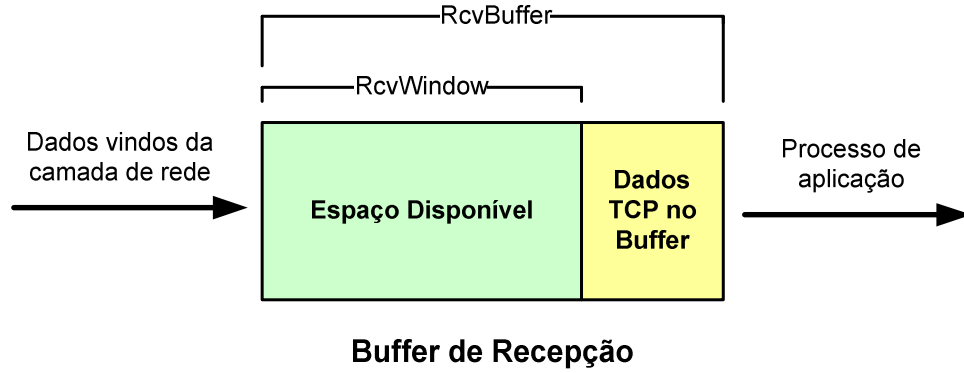 RcvBuffer
RcvWindow
Dados vindos da
camada de rede
Espaço Disponível
Dados
TCP no
Buffer
Processo de
aplicação
Buffer de Recepção